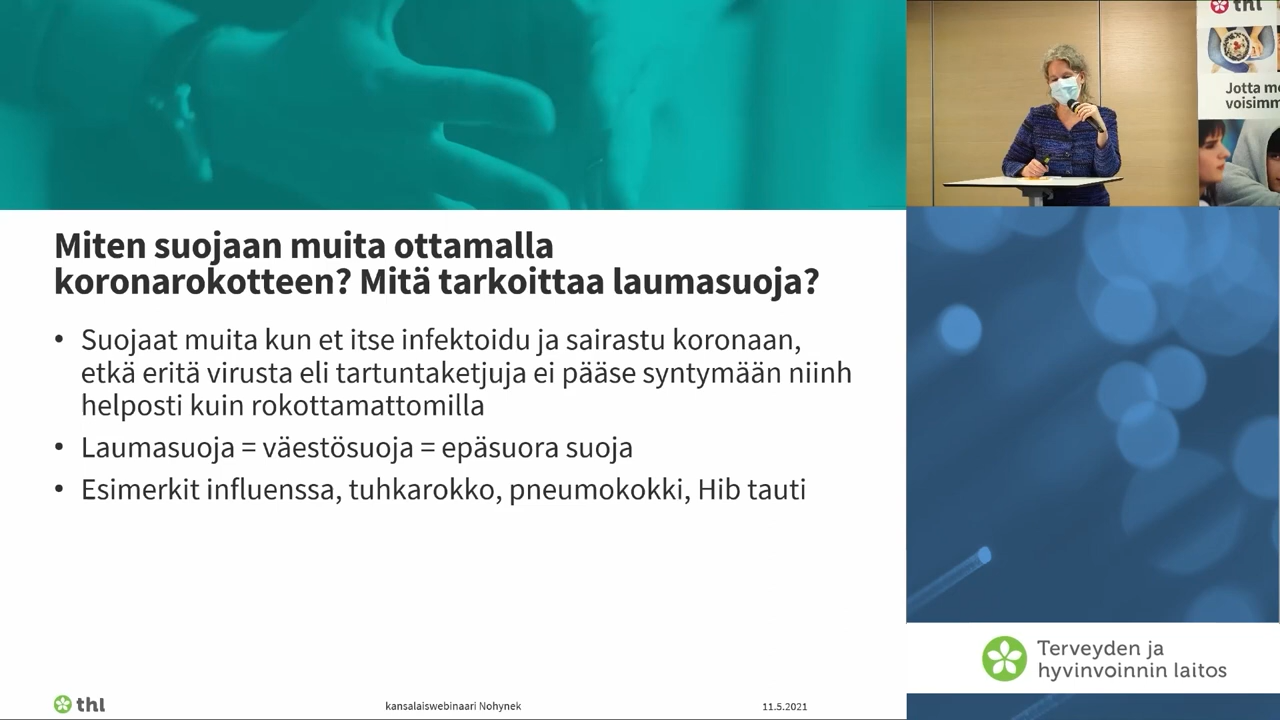 thl
Jotta me
voisimm
Miten suojaan muita ottamalla
koronarokotteen? Mitä tarkoittaa laumasuoja?
• Suojaat muita kun et itse infektoidu ja sairastu koronaan,
etkä eritä virusta eli tartuntaketjuja ei pääse syntymään niinh
helposti kuin rokottamattomilla
• Laumasuoja = väestösuoja = epäsuora suoja
• Esimerkit influenssa, tuhkarokko, pneumokokki, Hib tauti
Terveyden ja
hyvinvoinnin laitos
thl
kansalaiswebinaari Nohynek
11.5.2021